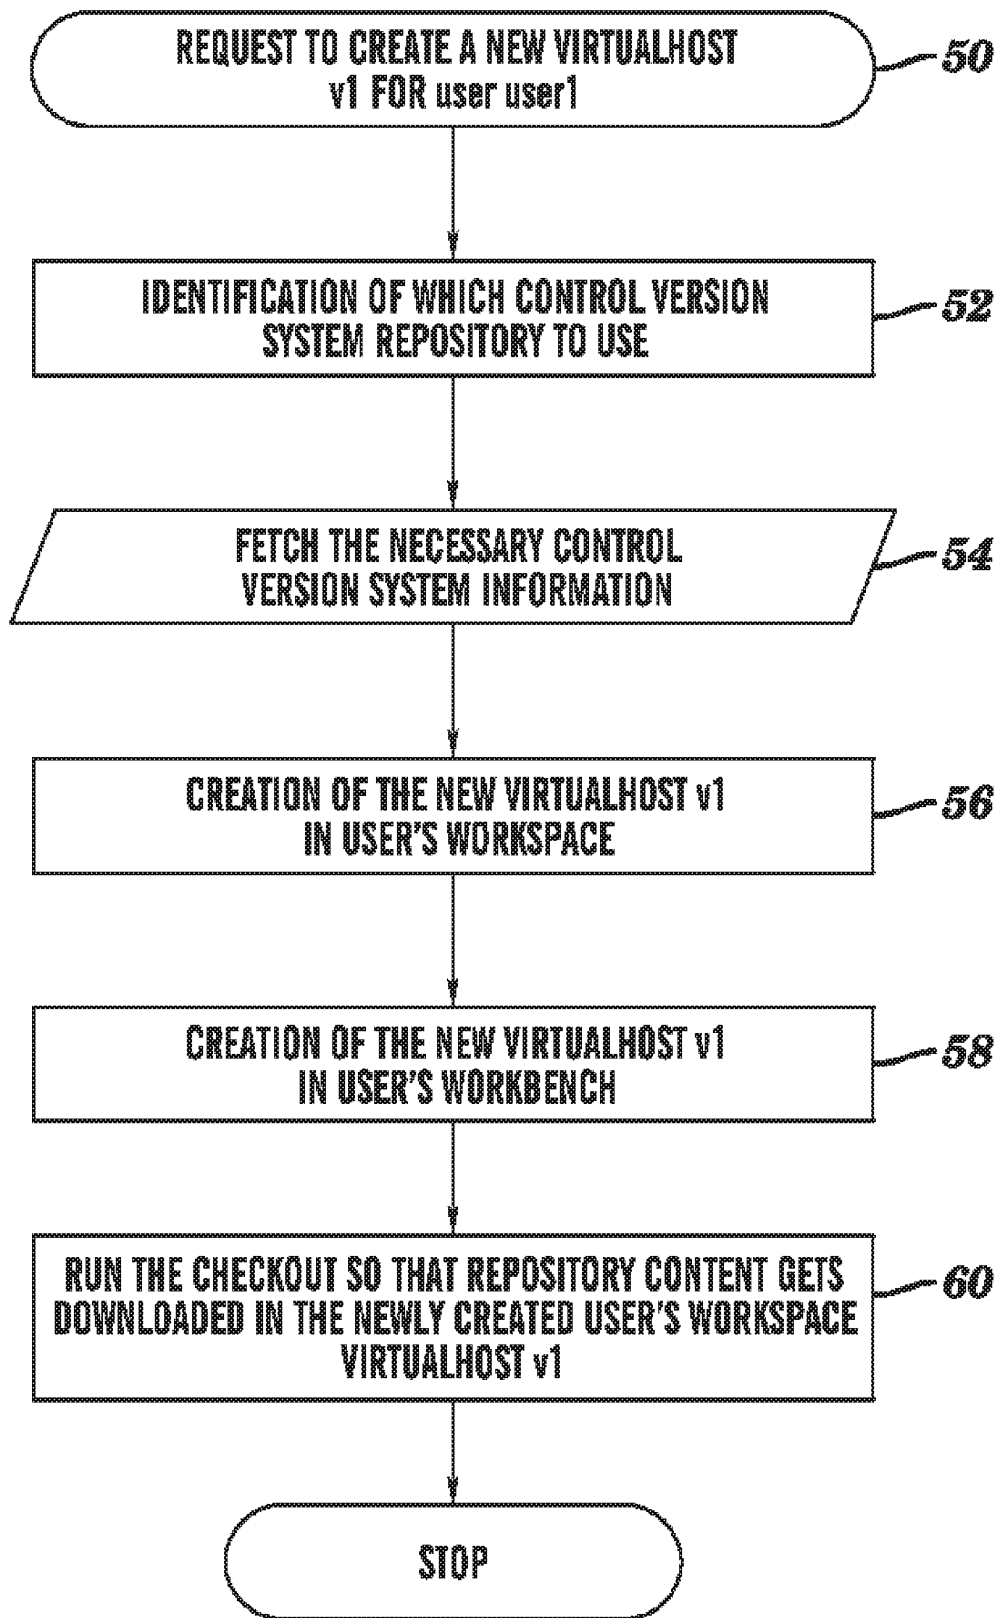 REQUEST TO CREATE A NEW VIRTUALHOST
v1 FOR user user1
50
IDENTIFICATION OF WHICH CONTROL VERSION
SYSTEM REPOSITORY TO USE
52
FETCH THE NECESSARY CONTROL
VERSION SYSTEM INFORMATION
54
CREATION OF THE NEW VIRTUALHOST v1
IN USER'S WORKSPACE
56
CREATION OF THE NEW VIRTUALHOST v1
IN USER'S WORKBENCH
58
RUN THE CHECKOUT SO THAT REPOSITORY CONTENT GETS
DOWNLOADED IN THE NEWLY CREATED USER'S WORKSPACE
VIRTUALHOST v1
60
STOP